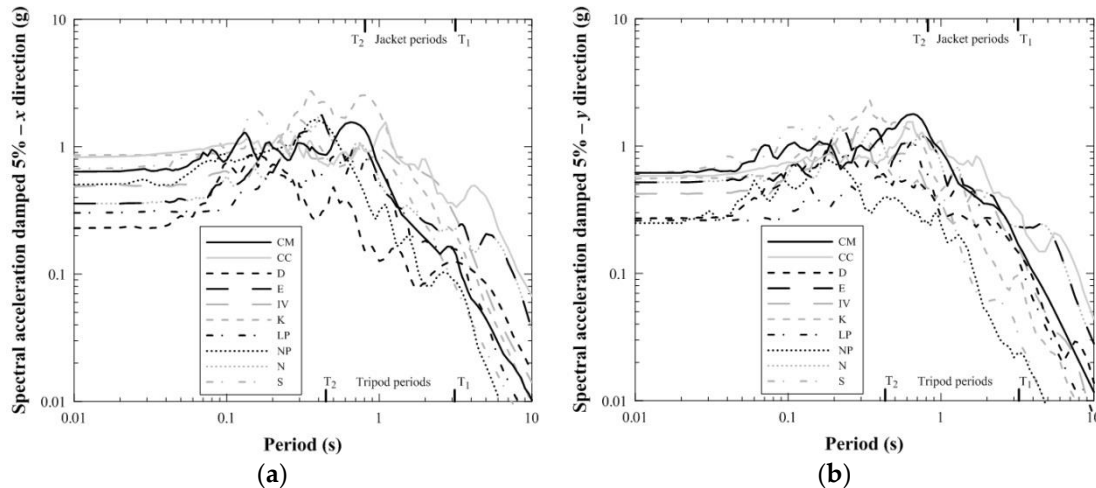 Spectral acceleration damped 5% – x direction (g)
10
1
0.1
0.01
T2 Jacket periods T1
CM
CC
D
E
IV
K
LP
NP
N
S
T2 Tripod periods T1
0.01 0.1 1 10
Period (s)
(a)
Spectral acceleration damped 5% – y direction (g)
10
1
0.1
0.01
T2 Jacket periods T1
CM
CC
D
E
IV
K
LP
NP
N
S
T2 Tripod periods T1
0.01 0.1 1 10
Period (s)
(b)